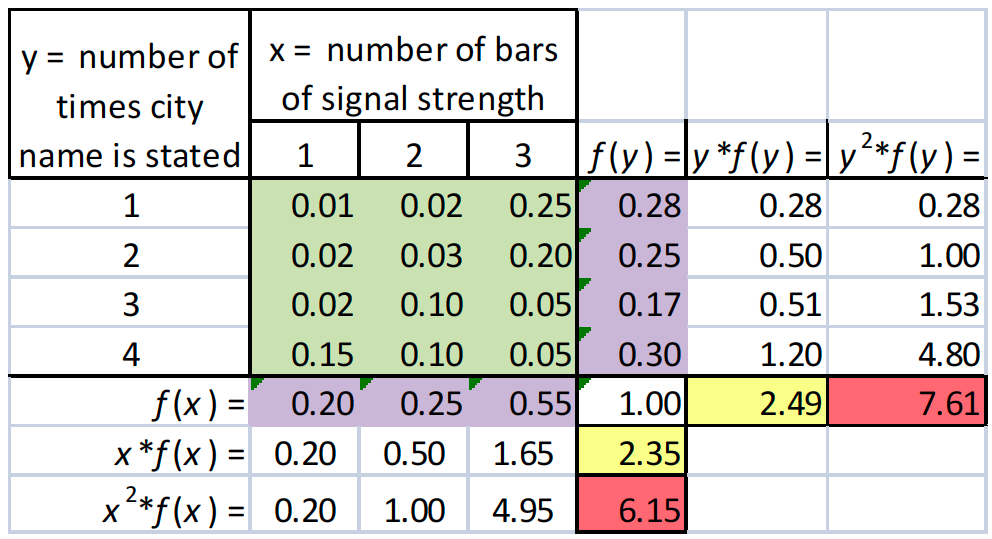 y = number of times city name is stated
x = number of bars of signal strength
1 2 3 f(y) = y*f(y) = y²*f(y) =
1 0.01 0.02 0.25 0.28 0.28 0.28
2 0.02 0.03 0.20 0.25 0.50 1.00
3 0.02 0.10 0.05 0.17 0.51 1.53
4 0.15 0.10 0.05 0.30 1.20 4.80
f(x) = 0.20 0.25 0.55 1.00 2.49 7.61
x*f(x) = 0.20 0.50 1.65 2.35
x²*f(x) = 0.20 1.00 4.95 6.15